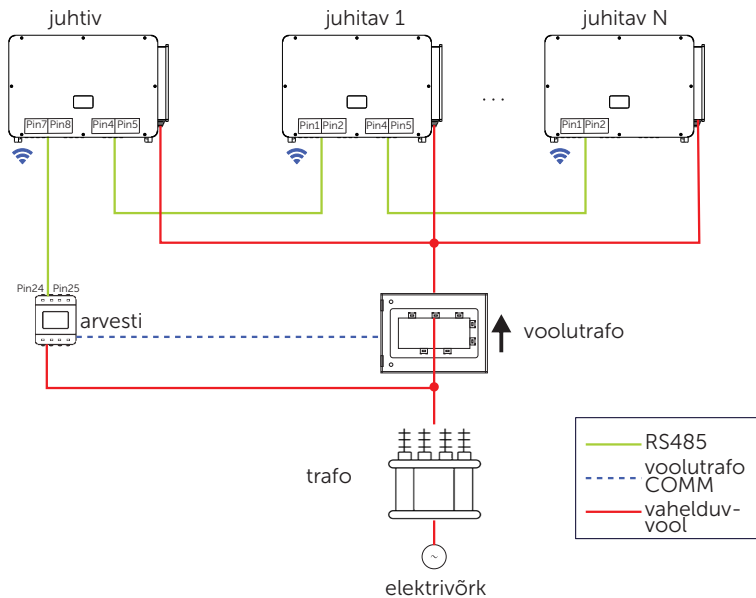 juhtiv
juhitav 1
juhitav N
...
Pin7 Pin8
Pin4 Pin5
Pin1 Pin2
Pin4 Pin5
Pin1 Pin2
Pin24 Pin25
arvesti
voolutrafo
trafo
elektrivõrk
RS485
voolutrafo
COMM
vahelduv-
vool